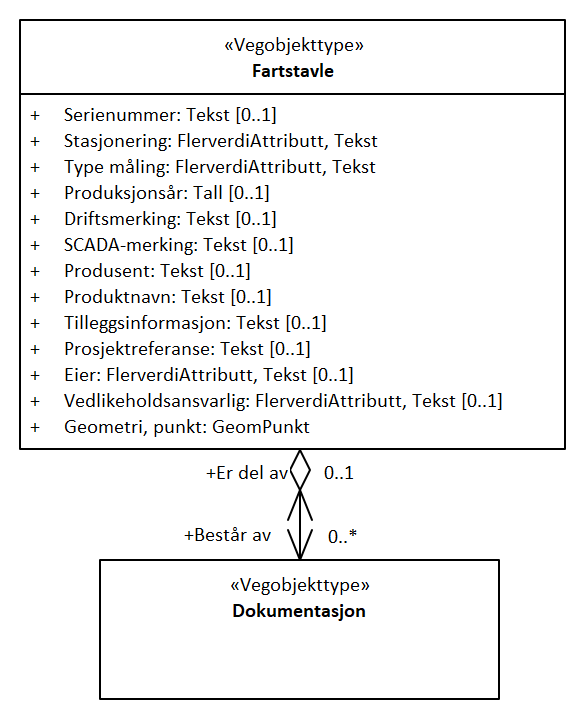 «Vegobjekttype»
Fartstavle
+ Serienummer: Tekst [0..1]
+ Stasjonering: FlerverdiAttributt, Tekst
+ Type måling: FlerverdiAttributt, Tekst
+ Produksjonsår: Tall [0..1]
+ Driftsmerking: Tekst [0..1]
+ SCADA-merking: Tekst [0..1]
+ Produsent: Tekst [0..1]
+ Produktnavn: Tekst [0..1]
+ Tilleggsinformasjon: Tekst [0..1]
+ Prosjektreferanse: Tekst [0..1]
+ Eier: FlerverdiAttributt, Tekst [0..1]
+ Vedlikeholdsansvarlig: FlerverdiAttributt, Tekst [0..1]
+ Geometri, punkt: GeomPunkt
+Er del av 0..1
+Består av 0..*
«Vegobjekttype»
Dokumentasjon